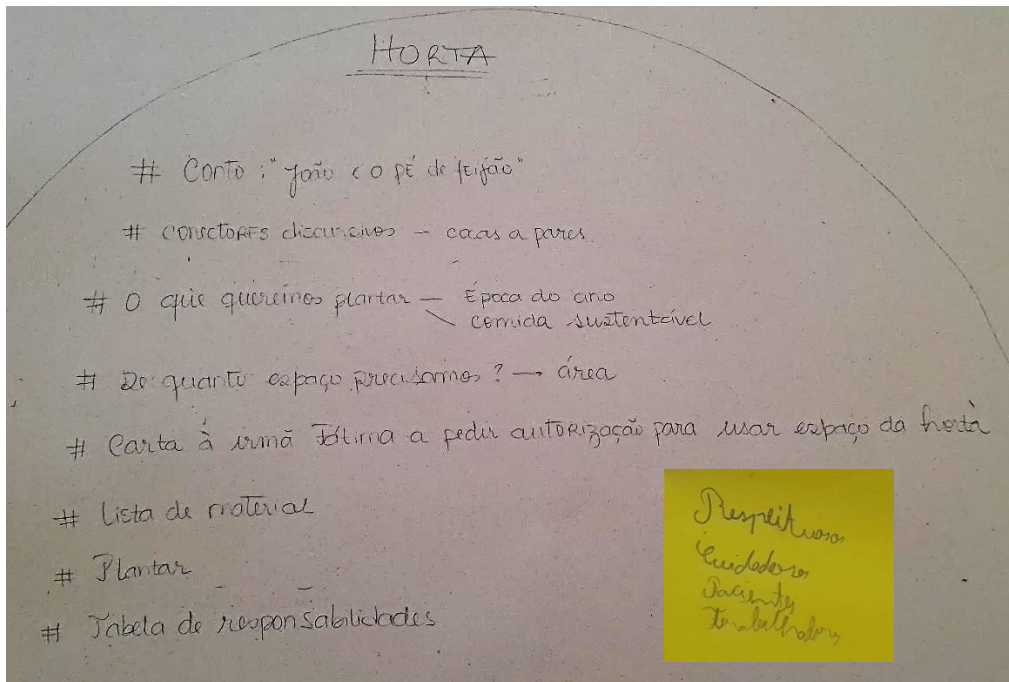 HORTA
# Conto: "João e o pé de feijão"
# conectores discursivos – cocas a pares
# O que queremos plantar — Época do ano
comida sustentável
# De quanto espaço precisamos? → área
# Carta à irmã Fátima a pedir autorização para usar espaço da horta
# Lista de material
# Plantar
# Tabela de responsabilidades
Respeituosos
Cuidadosos
Pacientes
Trabalhadores